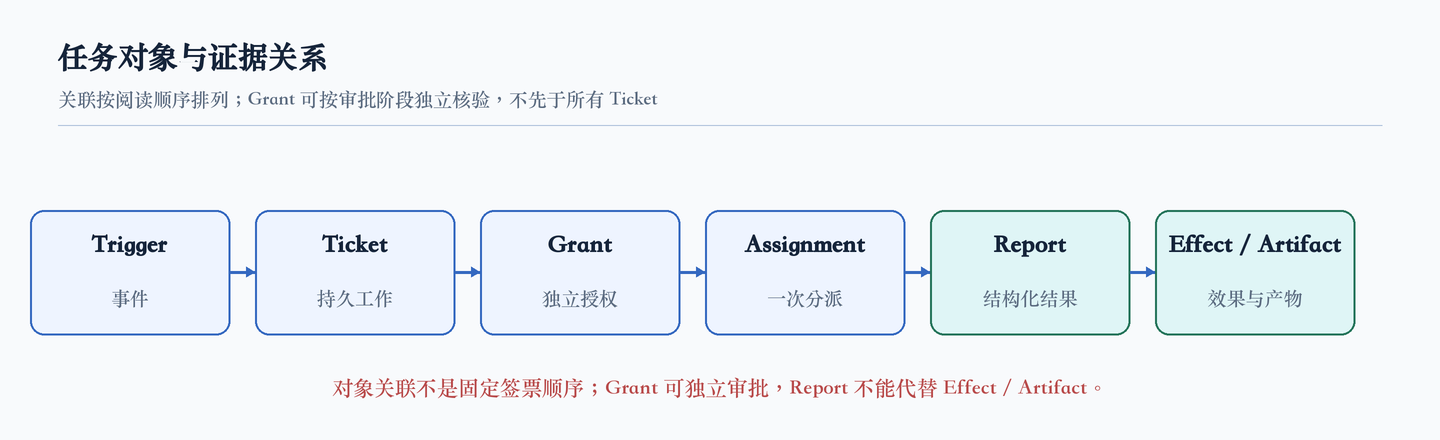 任务对象与证据关系
关联按阅读顺序排列；Grant 可按审批阶段独立核验，不先于所有 Ticket
Trigger
事件
Ticket
持久工作
Grant
独立授权
Assignment
一次分派
Report
结构化结果
Effect / Artifact
效果与产物
对象关联不是固定签票顺序；Grant 可独立审批，Report 不能代替 Effect / Artifact。